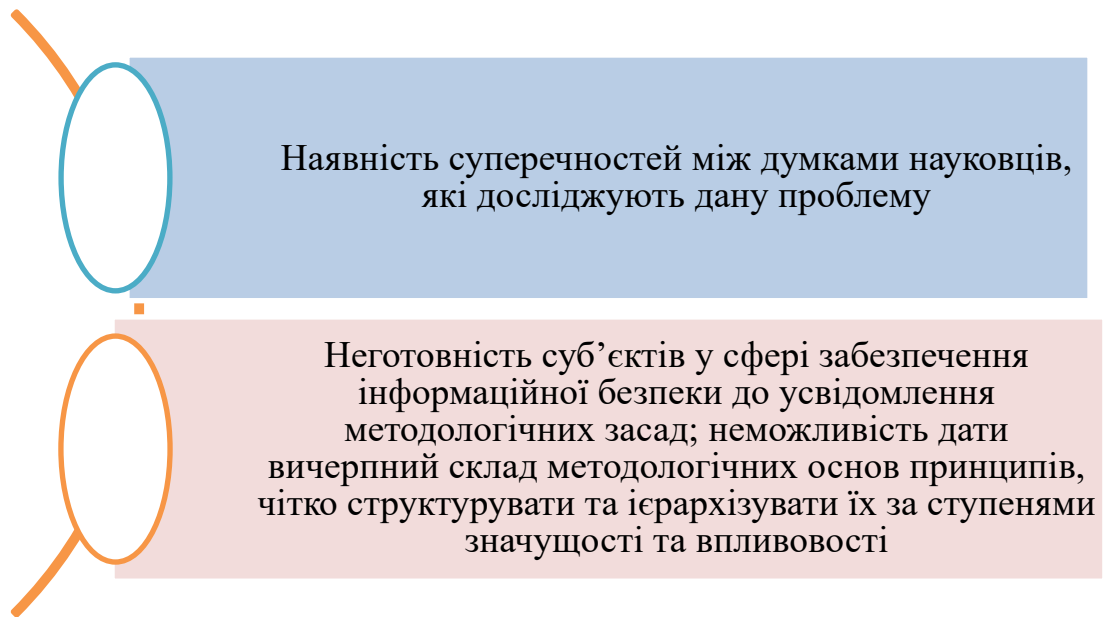 Наявність суперечностей між думками науковців,
які досліджують дану проблему
Неготовність суб’єктів у сфері забезпечення
інформаційної безпеки до усвідомлення
методологічних засад; неможливість дати
вичерпний склад методологічних основ принципів,
чітко структурувати та ієрархізувати їх за ступенями
значущості та впливовості